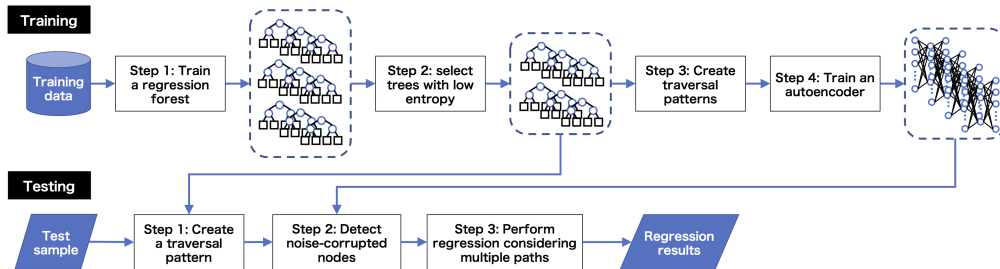 Training
Training
data
Step 1: Train
a regression
forest
Step 2: select
trees with low
entropy
Step 3: Create
traversal
patterns
Step 4: Train an
autoencoder
Testing
Test
sample
Step 1: Create
a traversal
pattern
Step 2: Detect
noise-corrupted
nodes
Step 3: Perform
regression considering
multiple paths
Regression
results